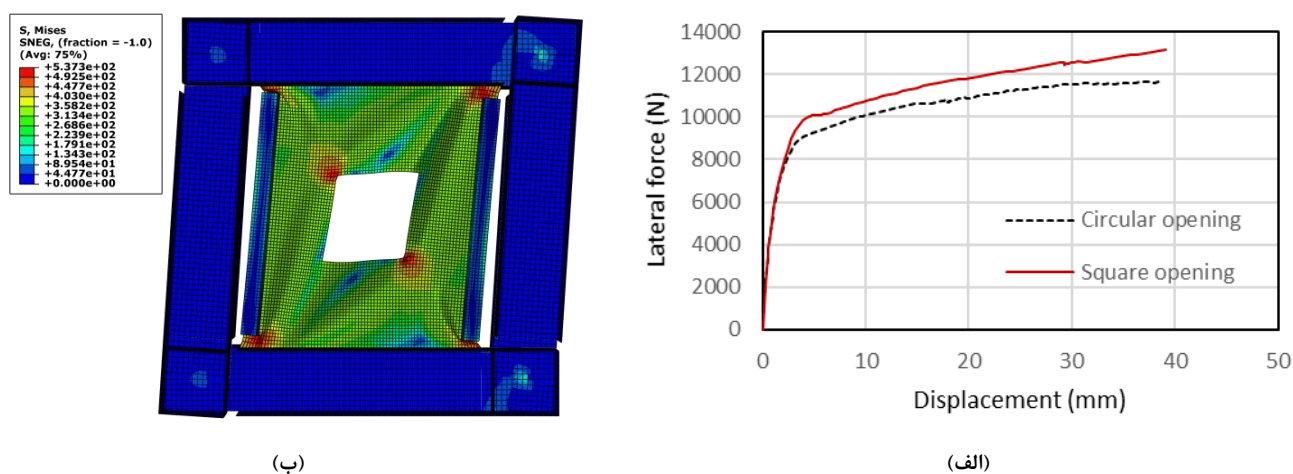 S, Mises
SNEG, (fraction = -1.0)
(Avg: 75%)
+5.373e+02
+4.925e+02
+4.477e+02
+4.030e+02
+3.582e+02
+3.134e+02
+2.686e+02
+2.239e+02
+1.791e+02
+1.343e+02
+8.954e+01
+4.477e+01
+0.000e+00
(ب)
14000
12000
10000
8000
6000
4000
2000
0
Lateral force (N)
Circular opening
Square opening
0 10 20 30 40 50
Displacement (mm)
(الف)